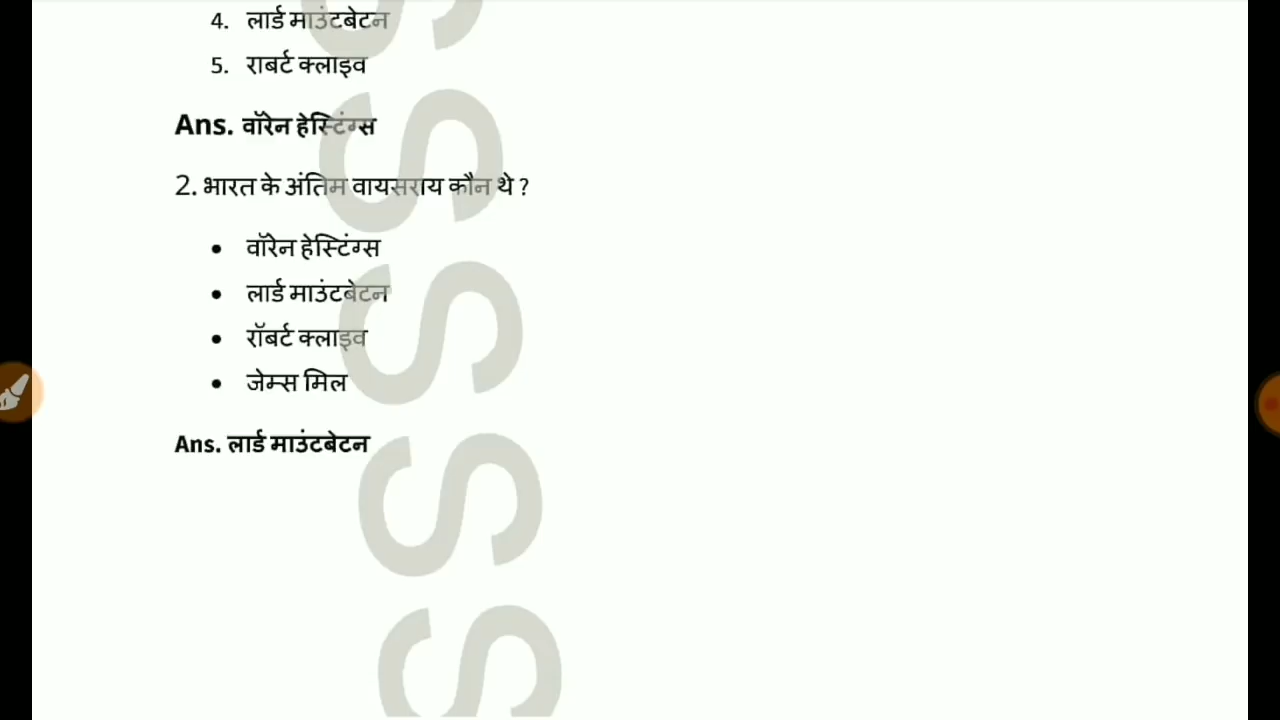 4. लार्ड माउंटबेटन
5. राबर्ट क्लाइव
Ans. वॉरेन हेस्टिंग्स
2. भारत के अंतिम वायसराय कौन थे ?
• वॉरेन हेस्टिंग्स
• लार्ड माउंटबेटन
• रॉबर्ट क्लाइव
• जेम्स मिल
Ans. लार्ड माउंटबेटन
S
S
S
S
S